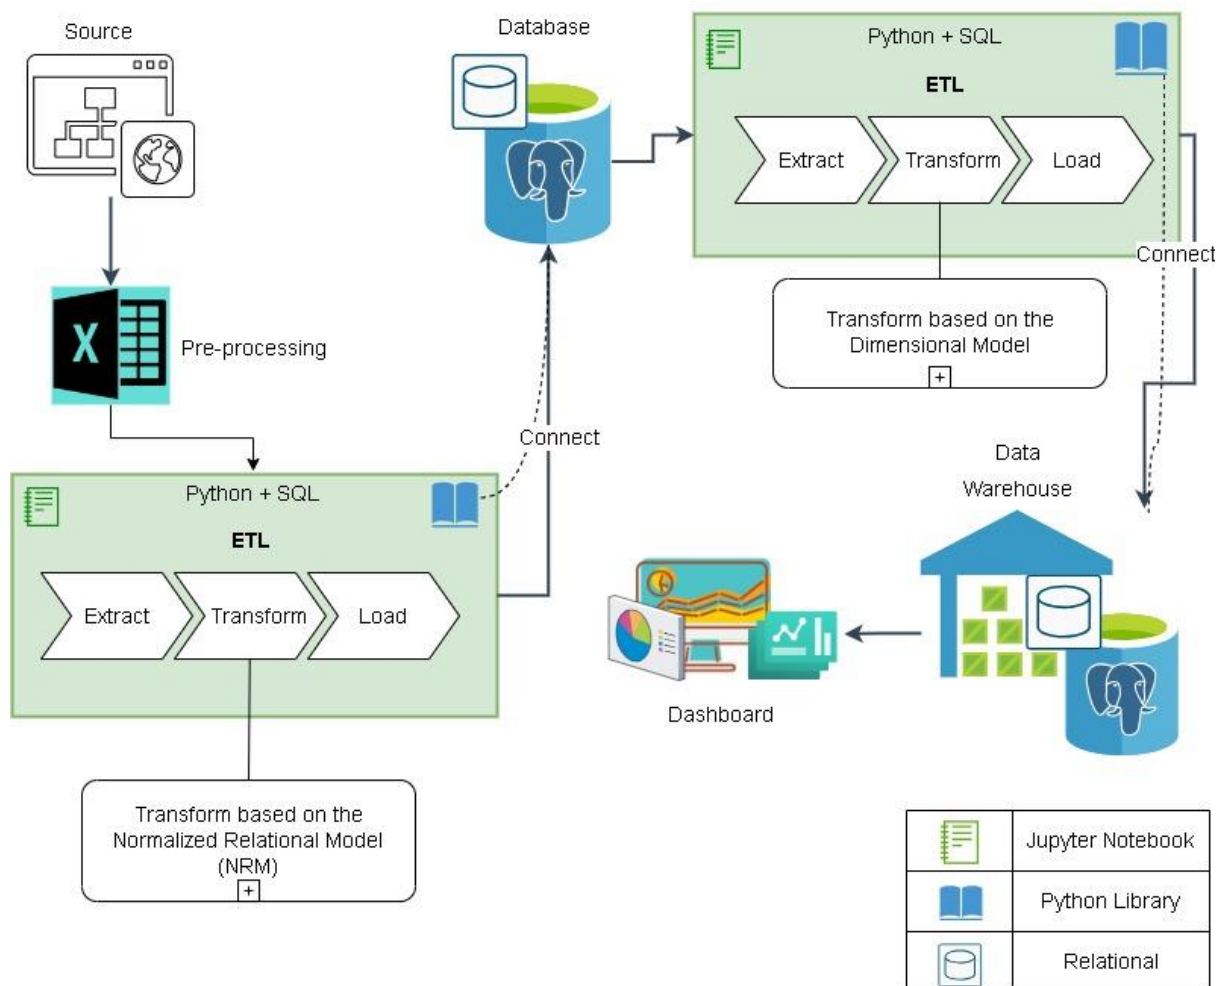 Source
Pre-processing
X
Python + SQL
ETL
Extract
Transform
Load
Transform based on the
Normalized Relational Model
(NRM)
+
Connect
Database
Python + SQL
ETL
Extract
Transform
Load
Transform based on the
Dimensional Model
+
Connect
Data
Warehouse
Dashboard
Jupyter Notebook
Python Library
Relational